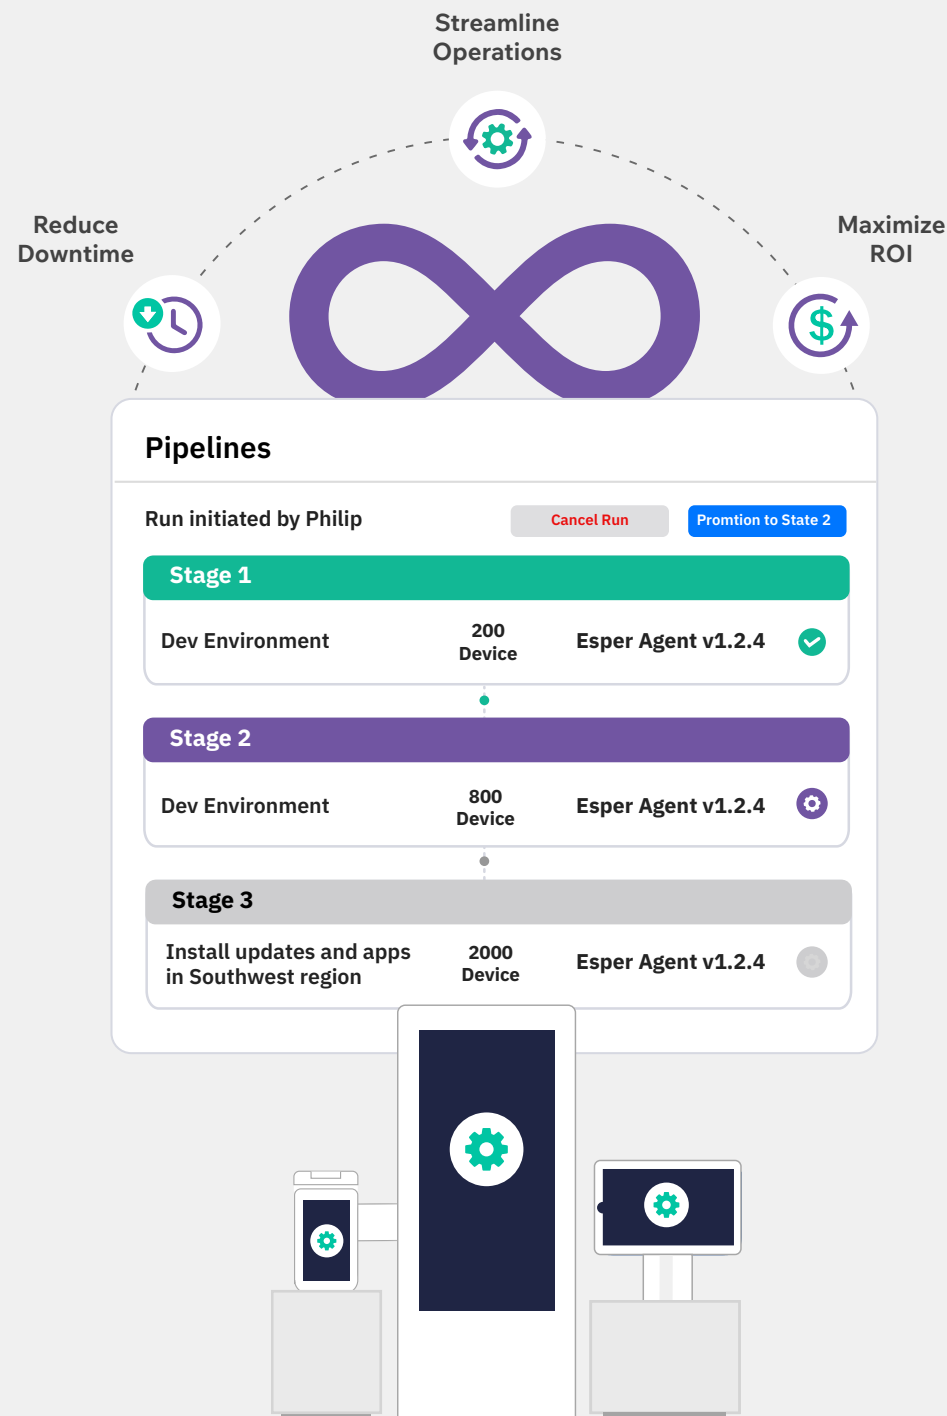 Streamline
Operations
Reduce
Downtime
Maximize
ROI
$
Pipelines
Run initiated by Philip
Cancel Run
Promtion to State 2
Stage 1
Dev Environment
200
Device
Esper Agent v1.2.4
Stage 2
Dev Environment
800
Device
Esper Agent v1.2.4
Stage 3
Install updates and apps
in Southwest region
2000
Device
Esper Agent v1.2.4